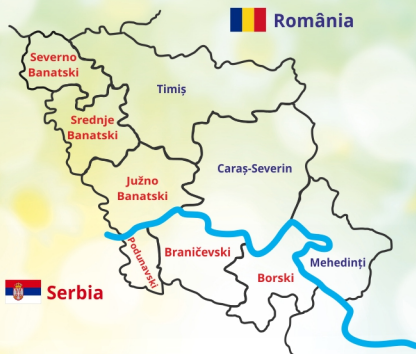 România
Severno
Banatski
Timiș
Srednje
Banatski
Caraș-Severin
Južno
Banatski
Podunavski
Braničevski
Mehedinți
Borski
Serbia